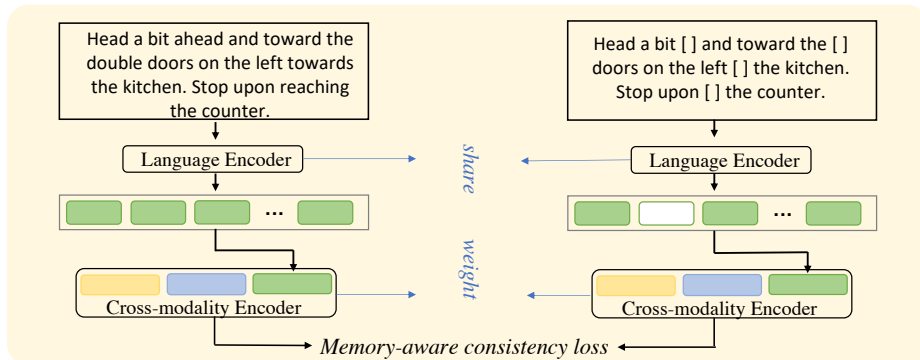 Head a bit ahead and toward the
double doors on the left towards
the kitchen. Stop upon reaching
the counter.
Head a bit [ ] and toward the [ ]
doors on the left [ ] the kitchen.
Stop upon [ ] the counter.
Language Encoder
share
Language Encoder
...
...
weight
Cross-modality Encoder
Cross-modality Encoder
Memory-aware consistency loss